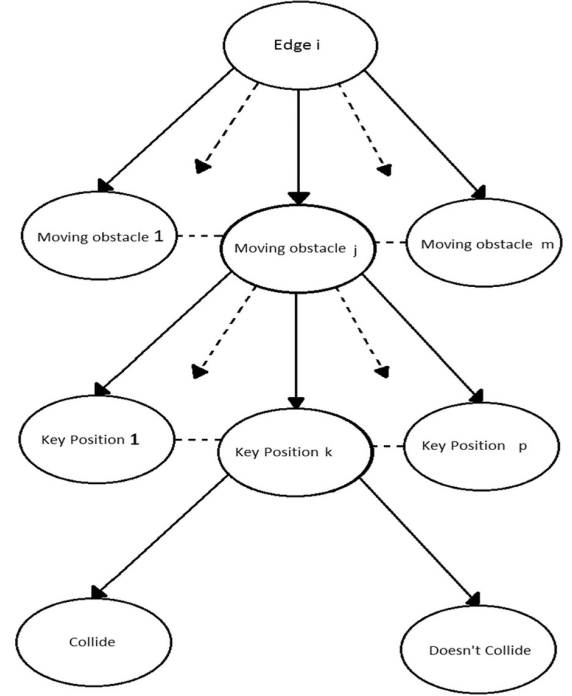 Edge i
Moving obstacle 1
Moving obstacle j
Moving obstacle m
Key Position 1
Key Position k
Key Position p
Collide
Doesn't Collide